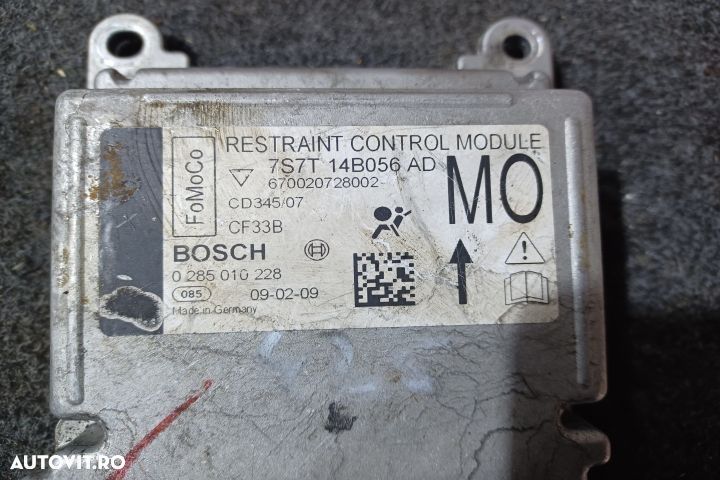 RESTRAINT CONTROL MODULE
FoMoCo
7S7T 14B056 AD
670020728002
MO
CD345/07
CF33B
BOSCH
0 285 010 228
085
09-02-09
Made in Germany
AUTOVIT.RO